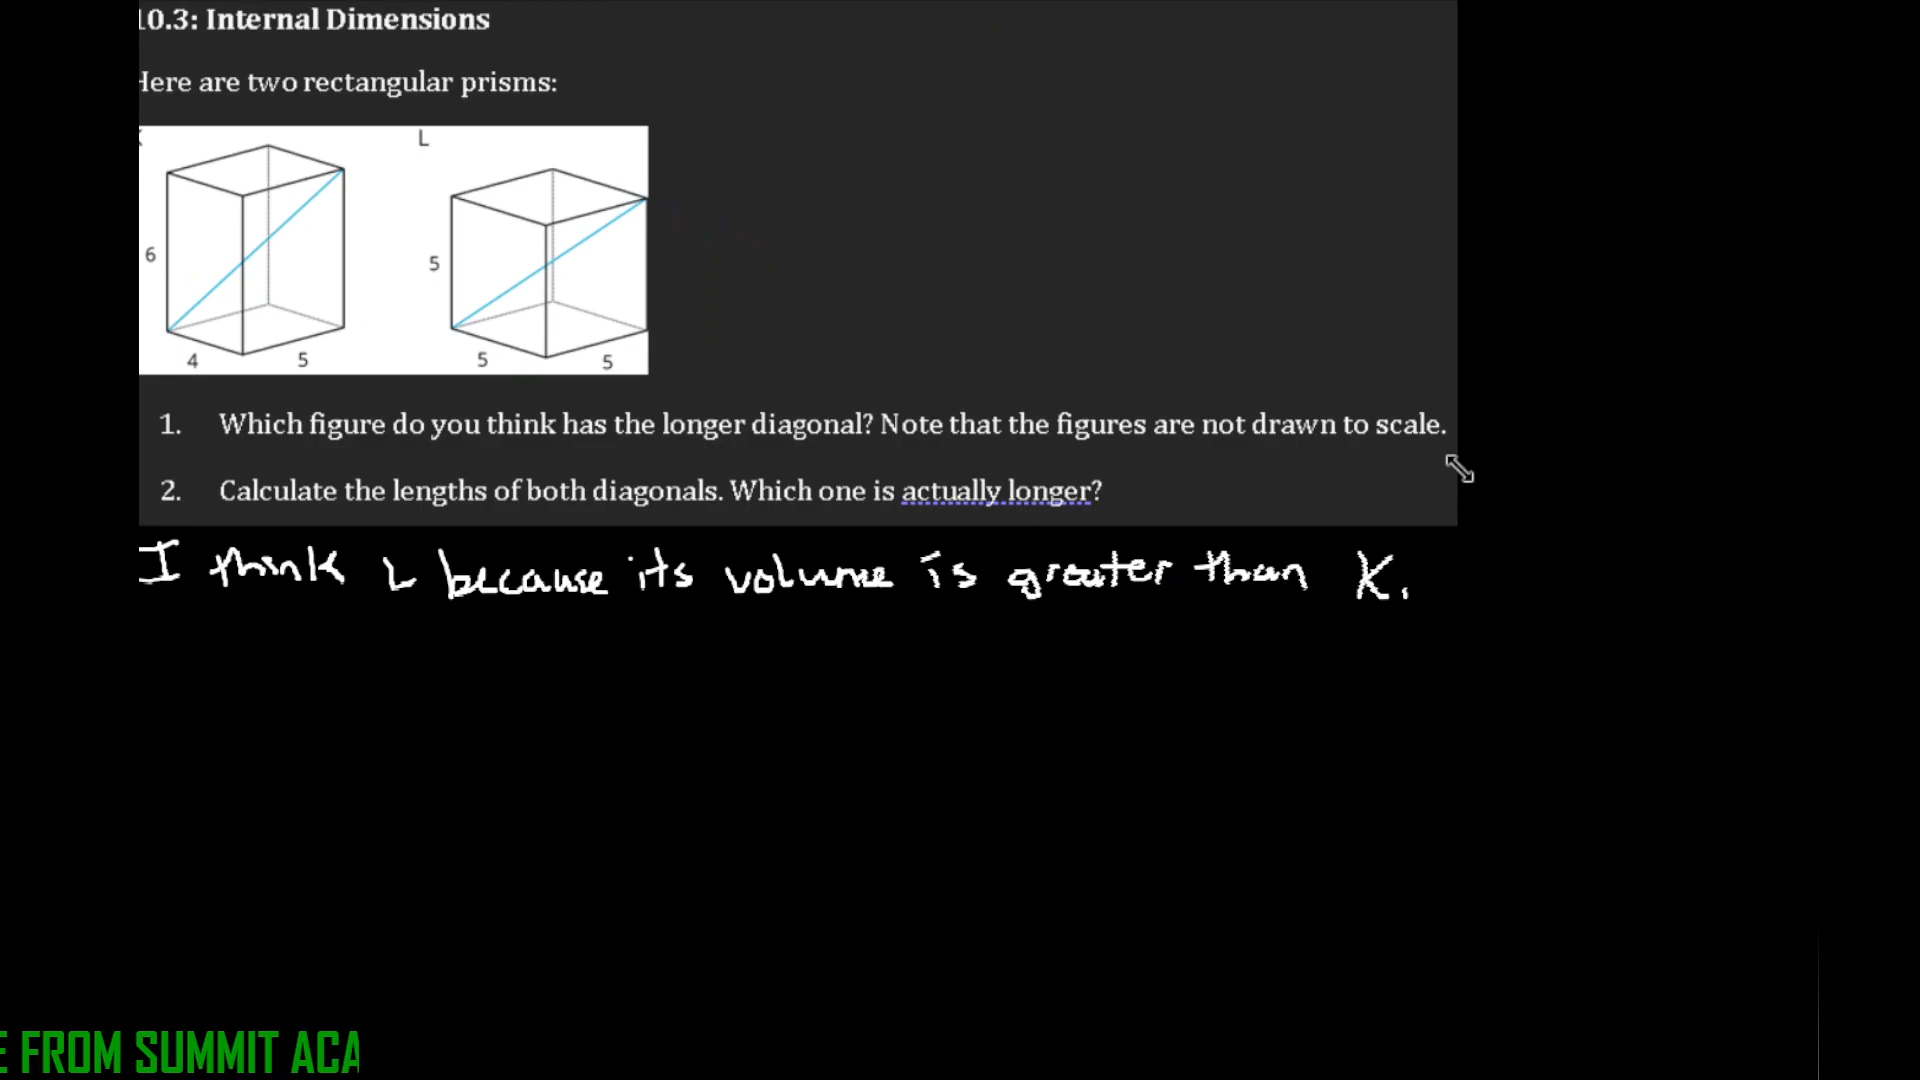 10.3: Internal Dimensions
Here are two rectangular prisms:
K
L
6
4
5
5
5
5
1. Which figure do you think has the longer diagonal? Note that the figures are not drawn to scale.
2. Calculate the lengths of both diagonals. Which one is actually longer?
I think L because its volume is greater than K.
E FROM SUMMIT ACA